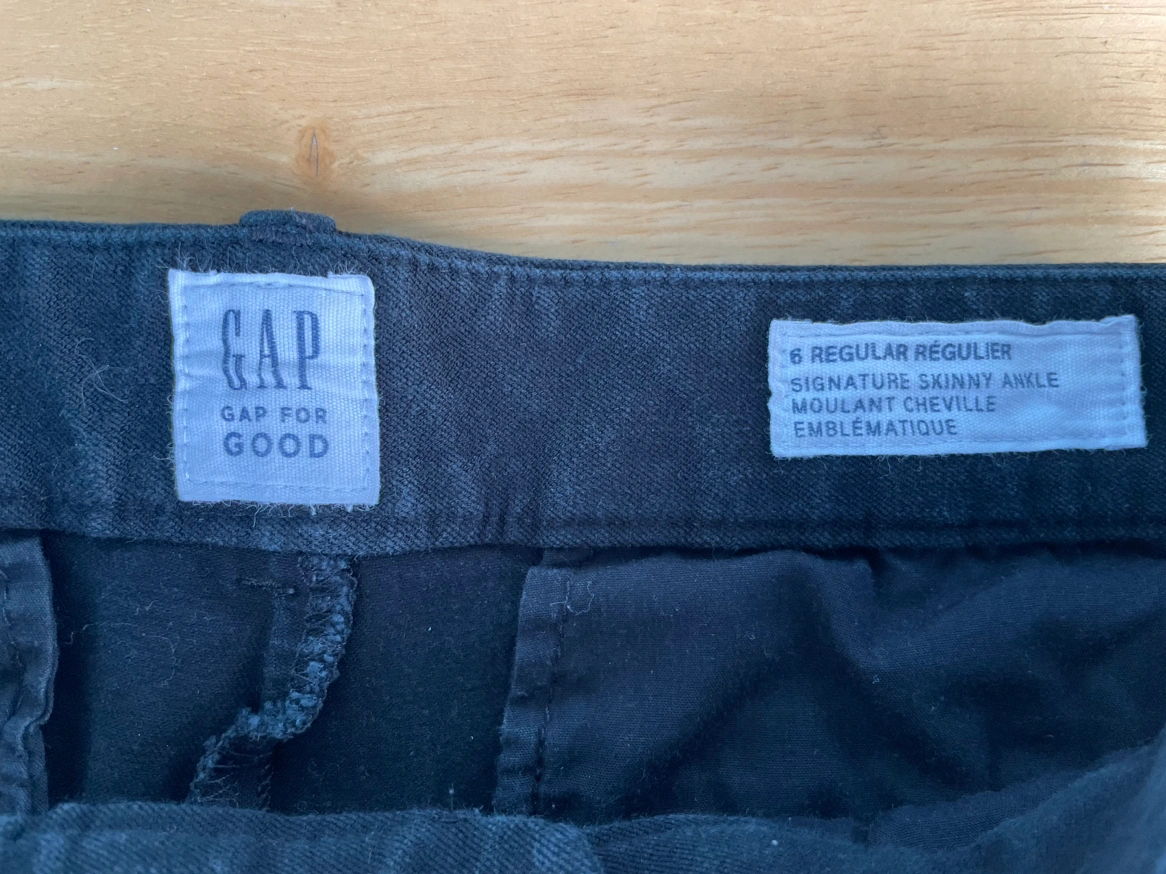 GAP
GAP FOR
GOOD
6 REGULAR RÉGULIER
SIGNATURE SKINNY ANKLE
MOULANT CHEVILLE
EMBLÉMATIQUE